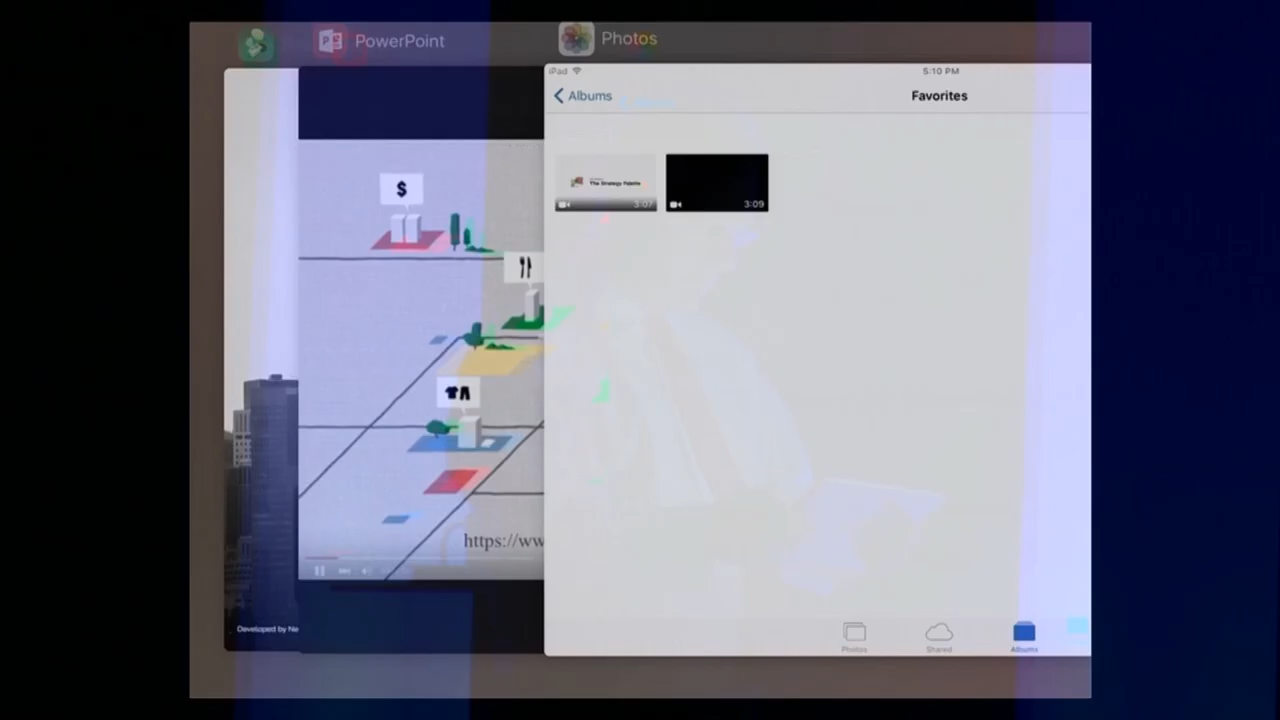 PowerPoint
Photos
iPad
5:10 PM
Albums
Favorites
$
The Strategy Palette
3:07
3:09
https://ww
Developed by Ne
Photos
Shared
Albums